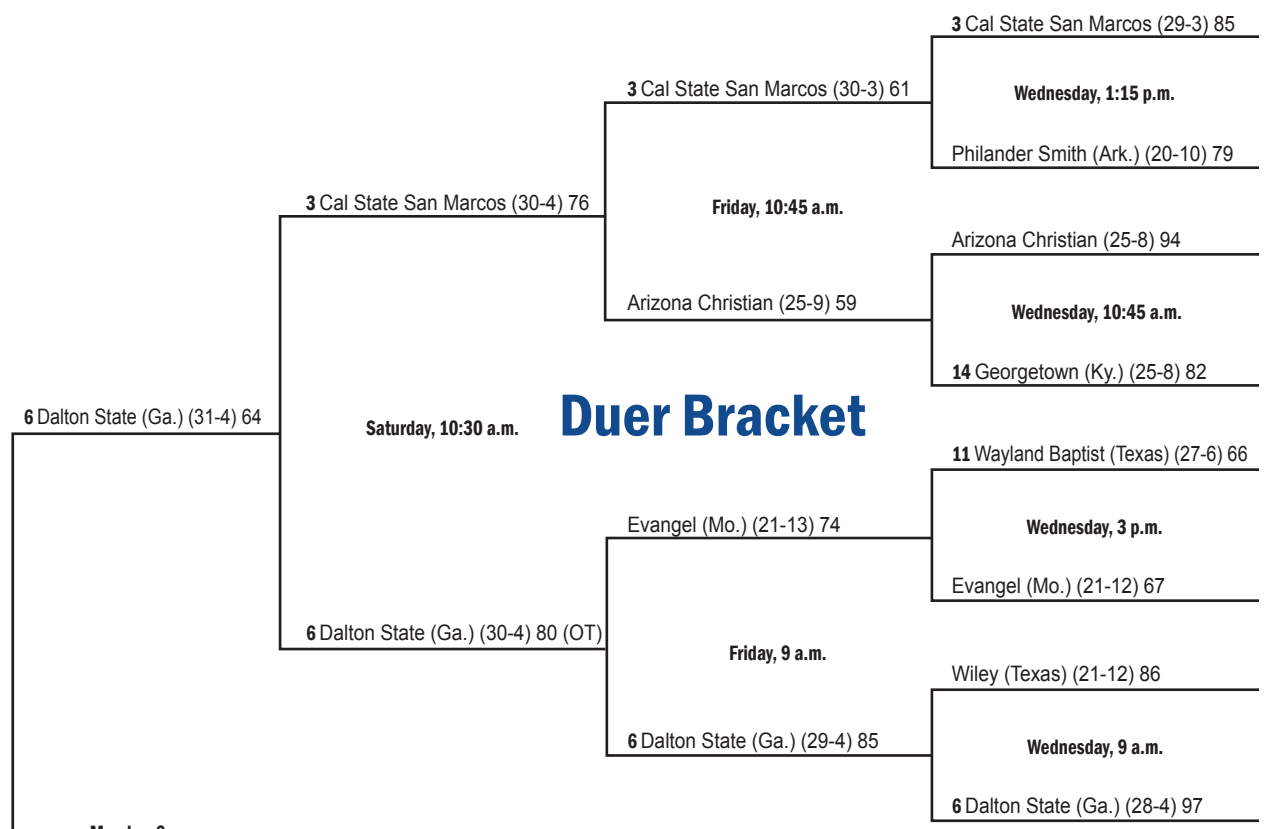 3 Cal State San Marcos (29-3) 85
3 Cal State San Marcos (30-3) 61
Wednesday, 1:15 p.m.
Philander Smith (Ark.) (20-10) 79
3 Cal State San Marcos (30-4) 76
Friday, 10:45 a.m.
Arizona Christian (25-8) 94
Arizona Christian (25-9) 59
Wednesday, 10:45 a.m.
14 Georgetown (Ky.) (25-8) 82
6 Dalton State (Ga.) (31-4) 64
Saturday, 10:30 a.m.
Duer Bracket
11 Wayland Baptist (Texas) (27-6) 66
Evangel (Mo.) (21-13) 74
Wednesday, 3 p.m.
Evangel (Mo.) (21-12) 67
6 Dalton State (Ga.) (30-4) 80 (OT)
Friday, 9 a.m.
Wiley (Texas) (21-12) 86
6 Dalton State (Ga.) (29-4) 85
Wednesday, 9 a.m.
6 Dalton State (Ga.) (28-4) 97